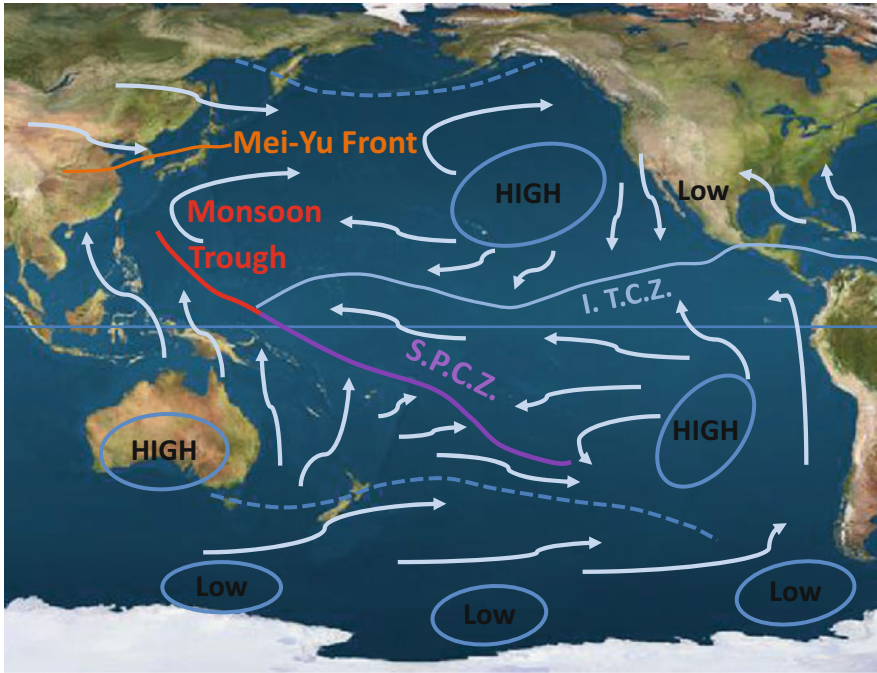 Mei-Yu Front
HIGH
Low
Monsoon
Trough
I. T.C.Z.
S.P.C.Z.
HIGH
HIGH
Low
Low
Low